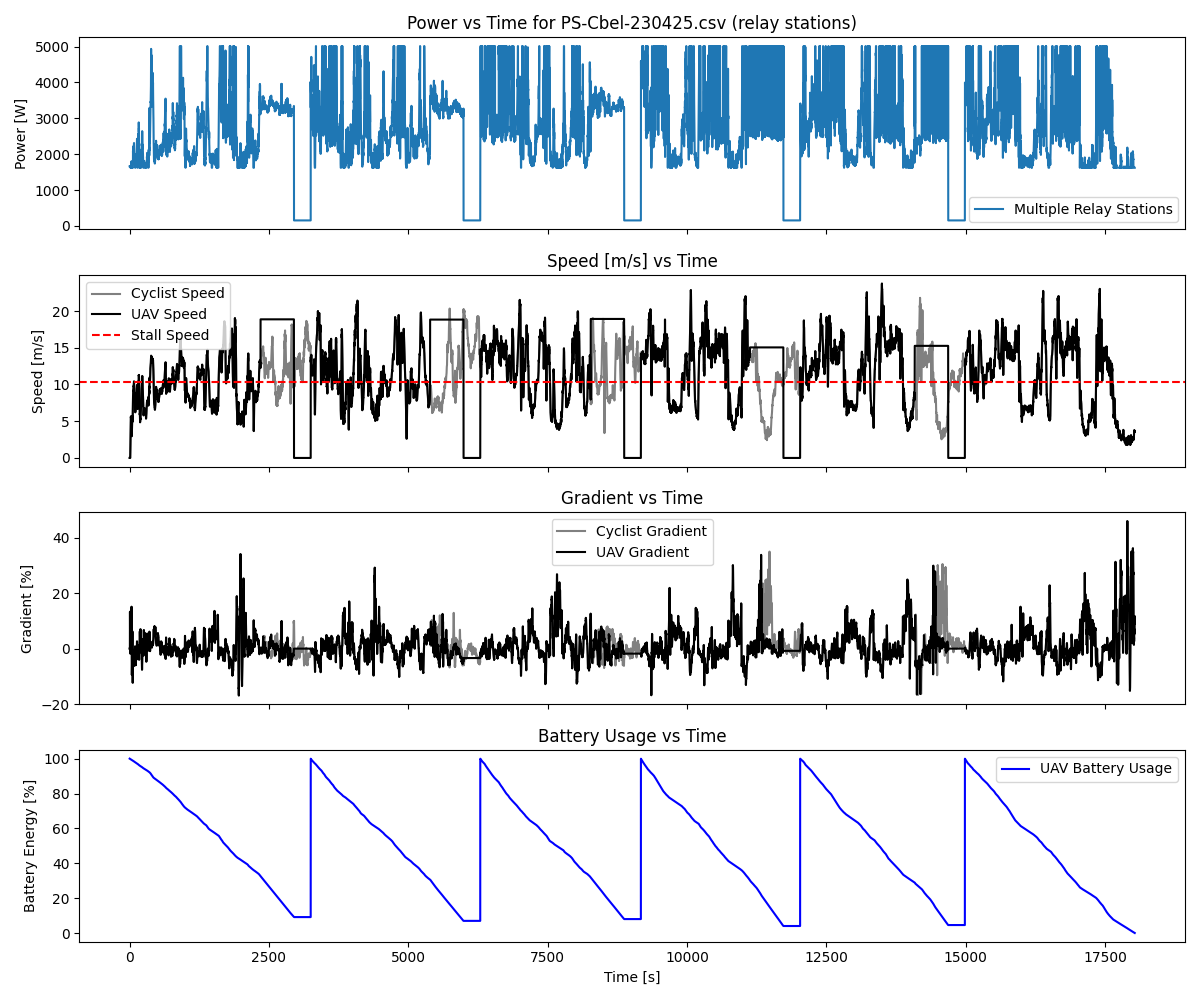 Power vs Time for PS-Cbel-230425.csv (relay stations)
5000
4000
3000
2000
1000
0
Power [W]
Multiple Relay Stations
Speed [m/s] vs Time
20
15
10
5
0
Speed [m/s]
Cyclist Speed
UAV Speed
Stall Speed
Gradient vs Time
40
20
0
−20
Gradient [%]
Cyclist Gradient
UAV Gradient
Battery Usage vs Time
100
80
60
40
20
0
Battery Energy [%]
UAV Battery Usage
0 2500 5000 7500 10000 12500 15000 17500
Time [s]